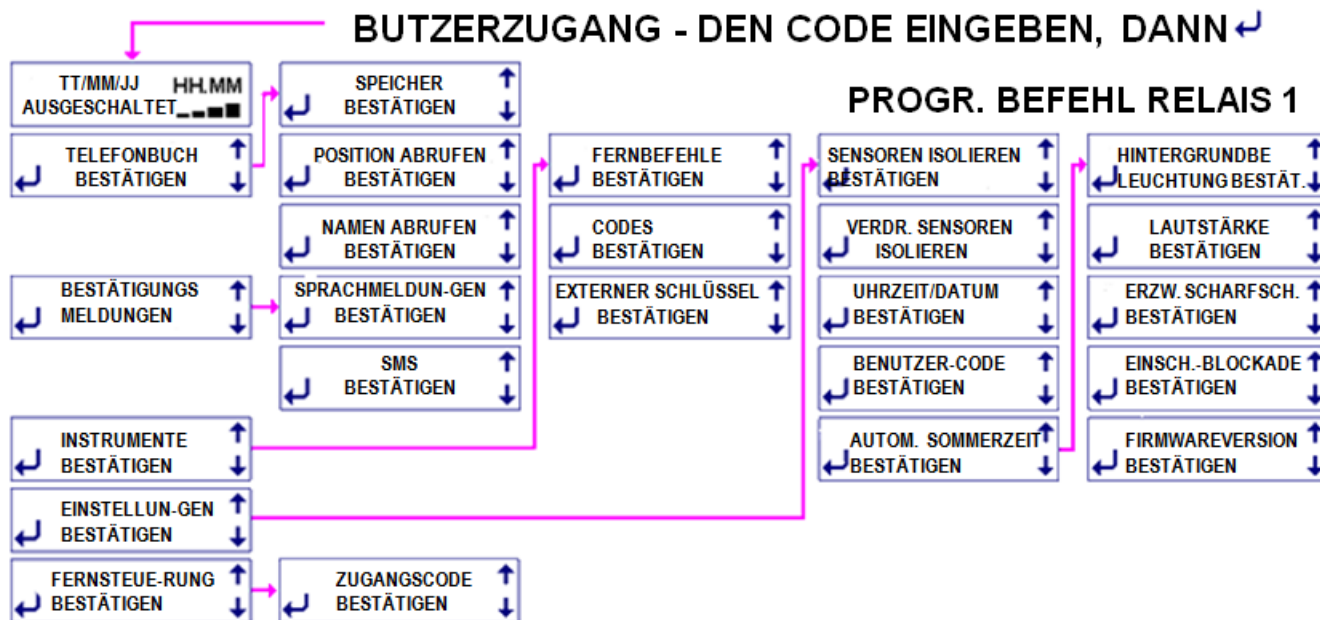 BUTZERZUGANG - DEN CODE EINGEBEN, DANN
PROGR. BEFEHL RELAIS 1
TT/MM/JJ HH.MM
AUSGESCHALTET
TELEFONBUCH
BESTÄTIGEN
BESTÄTIGUNGS
MELDUNGEN
INSTRUMENTE
BESTÄTIGEN
EINSTELLUN-GEN
BESTÄTIGEN
FERNSTEUE-RUNG
BESTÄTIGEN
SPEICHER
BESTÄTIGEN
POSITION ABRUFEN
BESTÄTIGEN
NAMEN ABRUFEN
BESTÄTIGEN
SPRACHMELDUN-GEN
BESTÄTIGEN
SMS
BESTÄTIGEN
ZUGANGSCODE
BESTÄTIGEN
FERNBEFEHLE
BESTÄTIGEN
CODES
BESTÄTIGEN
EXTERNER SCHLÜSSEL
BESTÄTIGEN
SENSOREN ISOLIEREN
BESTÄTIGEN
VERDR. SENSOREN
ISOLIEREN
UHRZEIT/DATUM
BESTÄTIGEN
BENUTZER-CODE
BESTÄTIGEN
AUTOM. SOMMERZEIT
BESTÄTIGEN
HINTERGRUNDBE
LEUCHTUNG BESTÄT.
LAUTSTÄRKE
BESTÄTIGEN
ERZW. SCHARFSCH.
BESTÄTIGEN
EINSCH.-BLOCKADE
BESTÄTIGEN
FIRMWAREVERSION
BESTÄTIGEN